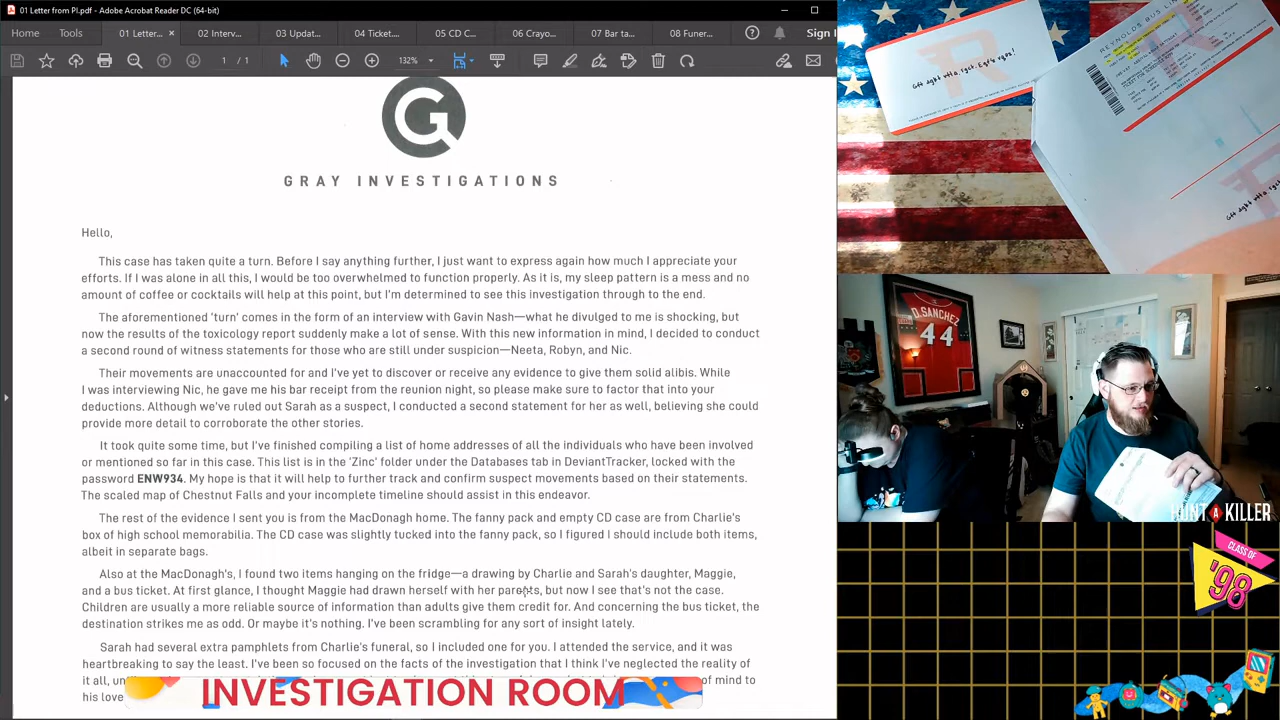 01 Letter from PI.pdf - Adobe Acrobat Reader DC (64-bit)
Home Tools 01 Letter... × 02 Interv... 03 Updat... 04 Ticket.... 05 CD C... 06 Crayo... 07 Bar ta... 08 Funer... Sign I
1 / 1 132%
G
GRAY INVESTIGATIONS
Hello,
This case has taken quite a turn. Before I say anything further, I just want to express again how much I appreciate your
efforts. If I was alone in all this, I would be too overwhelmed to function properly. As it is, my sleep pattern is a mess and no
amount of coffee or cocktails will help at this point, but I'm determined to see this investigation through to the end.
The aforementioned 'turn' comes in the form of an interview with Gavin Nash—what he divulged to me is shocking, but
now the results of the toxicology report suddenly make a lot of sense. With this new information in mind, I decided to conduct
a second round of witness statements for those who are still under suspicion—Neeta, Robyn, and Nic.
Their movements are unaccounted for and I've yet to discover or receive any evidence to give them solid alibis. While
I was interviewing Nic, he gave me his bar receipt from the reunion night, so please make sure to factor that into your
deductions. Although we've ruled out Sarah as a suspect, I conducted a second statement for her as well, believing she could
provide more detail to corroborate the other stories.
It took quite some time, but I've finished compiling a list of home addresses of all the individuals who have been involved
or mentioned so far in this case. This list is in the 'Zinc' folder under the Databases tab in DeviantTracker, locked with the
password ENW934. My hope is that it will help to further track and confirm suspect movements based on their statements.
The scaled map of Chestnut Falls and your incomplete timeline should assist in this endeavor.
The rest of the evidence I sent you is from the MacDonagh home. The fanny pack and empty CD case are from Charlie's
box of high school memorabilia. The CD case was slightly tucked into the fanny pack, so I figured I should include both items,
albeit in separate bags.
Also at the MacDonagh's, I found two items hanging on the fridge—a drawing by Charlie and Sarah's daughter, Maggie,
and a bus ticket. At first glance, I thought Maggie had drawn herself with her parents, but now I see that's not the case.
Children are usually a more reliable source of information than adults give them credit for. And concerning the bus ticket, the
destination strikes me as odd. Or maybe it's nothing. I've been scrambling for any sort of insight lately.
Sarah had several extra pamphlets from Charlie's funeral, so I included one for you. I attended the service, and it was
heartbreaking to say the least. I've been so focused on the facts of the investigation that I think I've neglected the reality of
it all, of mind to
his love
INVESTIGATION ROOM
REYNOLDS BUS LIN
D.SANCHEZ
44
HUNT A KILLER
CLASS OF
'98